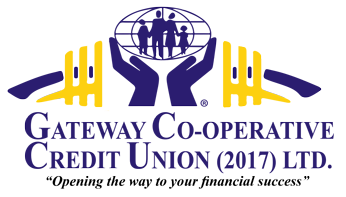 ®
GATEWAY CO-OPERATIVE
CREDIT UNION (2017) LTD.
“Opening the way to your financial success”